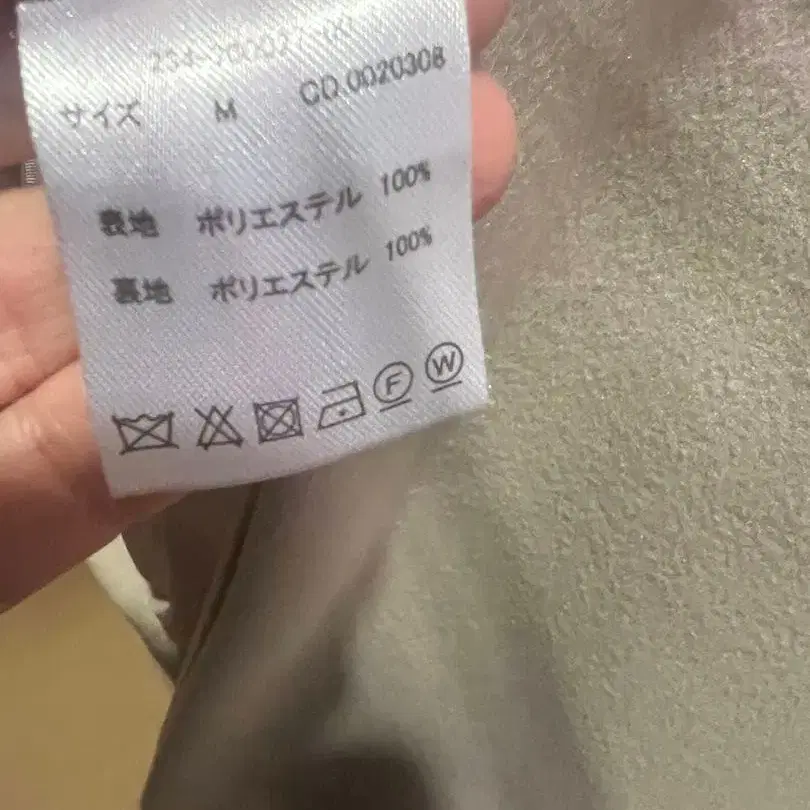 サイズ M CD.0020308
表地 ポリエステル 100%
裏地 ポリエステル 100%
F W